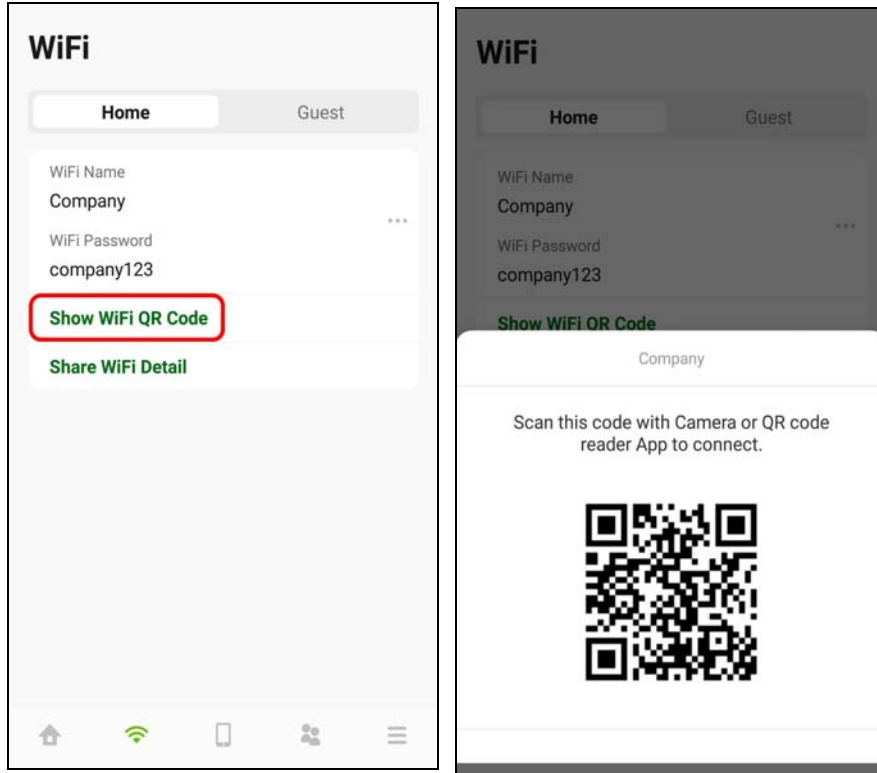 WiFi
Home
Guest
WiFi Name
Company
WiFi Password
company123
Show WiFi QR Code
Share WiFi Detail
WiFi
Home
Guest
WiFi Name
Company
WiFi Password
company123
Show WiFi QR Code
Company
Scan this code with Camera or QR code
reader App to connect.